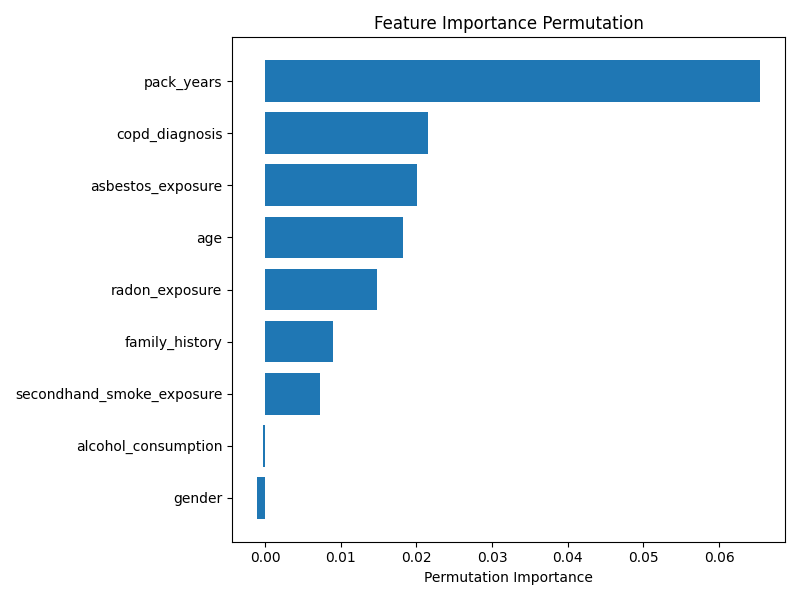 Feature Importance Permutation
pack_years
copd_diagnosis
asbestos_exposure
age
radon_exposure
family_history
secondhand_smoke_exposure
alcohol_consumption
gender
0.00 0.01 0.02 0.03 0.04 0.05 0.06
Permutation Importance